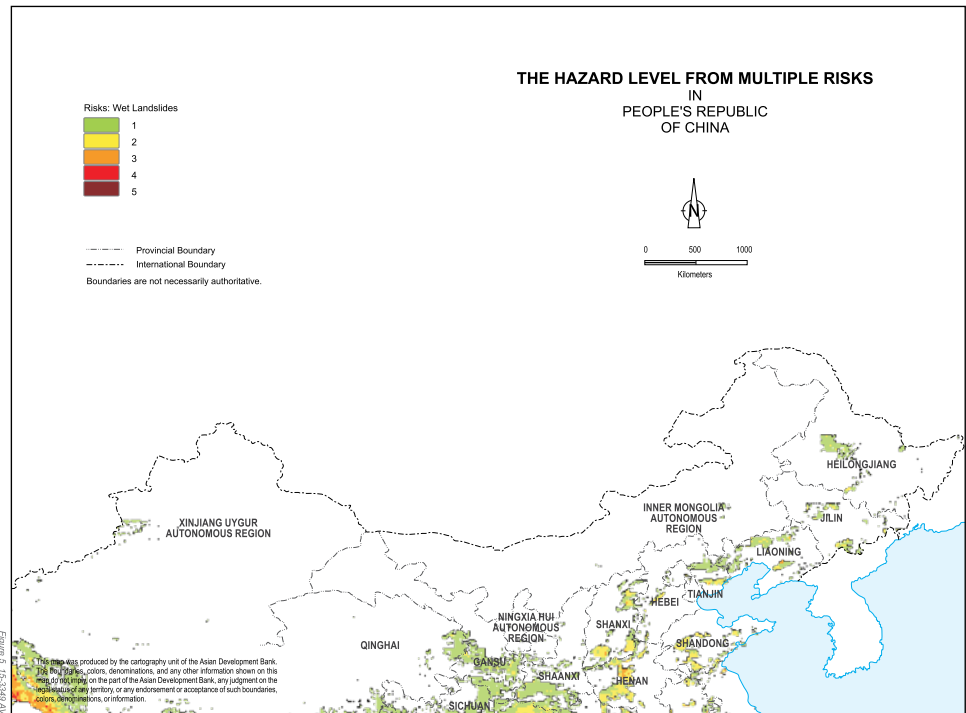 THE HAZARD LEVEL FROM MULTIPLE RISKS
IN
PEOPLE'S REPUBLIC
OF CHINA
Risks: Wet Landslides
1
2
3
4
5
N
Provincial Boundary
International Boundary
Boundaries are not necessarily authoritative.
0 500 1000
Kilometers
HEILONGJIANG
INNER MONGOLIA
AUTONOMOUS
REGION
JILIN
XINJIANG UYGUR
AUTONOMOUS REGION
LIAONING
TIANJIN
HEBEI
NINGXIA HUI
AUTONOMOUS
REGION
SHANXI
SHANDONG
QINGHAI
GANSU
SHAANXI
HENAN
SICHUAN
This map was produced by the cartography unit of the Asian Development Bank.
The boundaries, colors, denominations, and any other information shown on this
map do not imply, on the part of the Asian Development Bank, any judgment on the
legal status of any territory, or any endorsement or acceptance of such boundaries,
colors, denominations, or information.